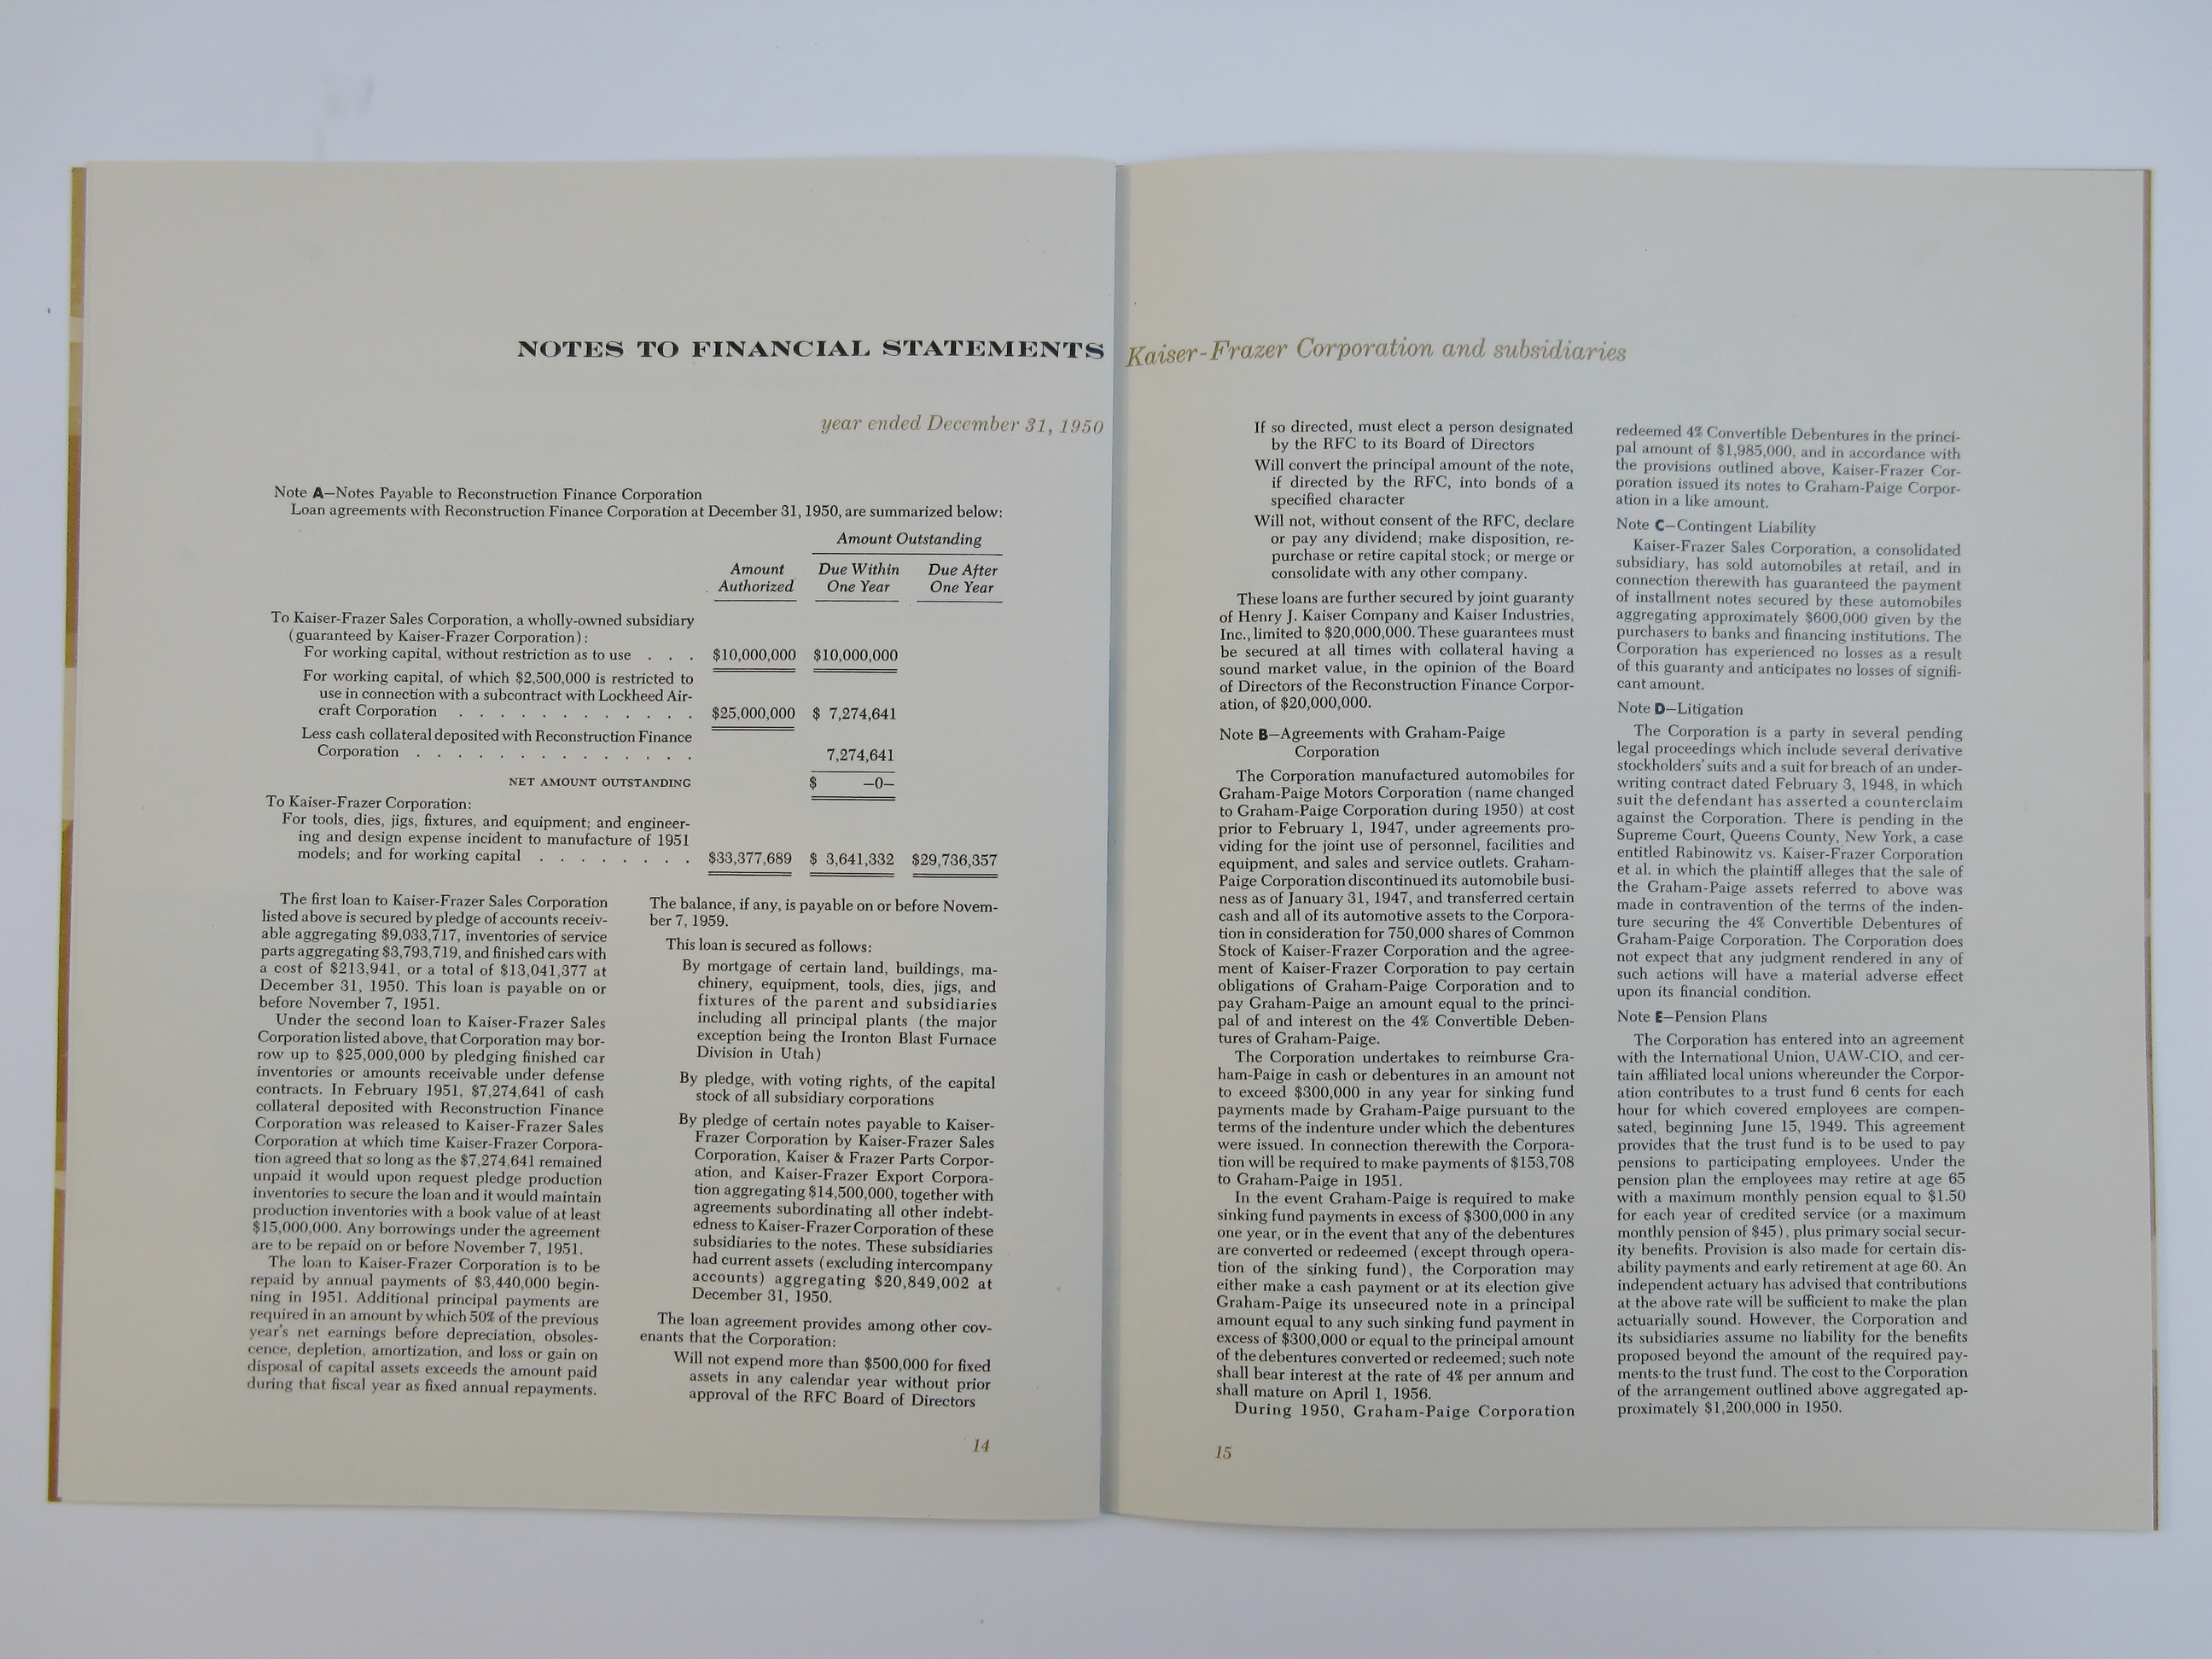 NOTES TO FINANCIAL STATEMENTS
Kaiser-Frazer Corporation and subsidiaries
year ended December 31, 1950
Note A—Notes Payable to Reconstruction Finance Corporation
Loan agreements with Reconstruction Finance Corporation at December 31, 1950, are summarized below:
Amount Outstanding
Amount Authorized
Due Within One Year
Due After One Year
To Kaiser-Frazer Sales Corporation, a wholly-owned subsidiary
(guaranteed by Kaiser-Frazer Corporation):
For working capital, without restriction as to use . . . $10,000,000 $10,000,000
For working capital, of which $2,500,000 is restricted to
use in connection with a subcontract with Lockheed Air-
craft Corporation . . . . . . . . . . . . $25,000,000 $ 7,274,641
Less cash collateral deposited with Reconstruction Finance
Corporation . . . . . . . . . . . . . . 7,274,641
NET AMOUNT OUTSTANDING $ —0—
To Kaiser-Frazer Corporation:
For tools, dies, jigs, fixtures, and equipment; and engineer-
ing and design expense incident to manufacture of 1951
models; and for working capital . . . . . . . . $33,377,689 $ 3,641,332 $29,736,357
The first loan to Kaiser-Frazer Sales Corporation
listed above is secured by pledge of accounts receiv-
able aggregating $9,033,717, inventories of service
parts aggregating $3,793,719, and finished cars with
a cost of $213,941, or a total of $13,041,377 at
December 31, 1950. This loan is payable on or
before November 7, 1951.
Under the second loan to Kaiser-Frazer Sales
Corporation listed above, that Corporation may bor-
row up to $25,000,000 by pledging finished car
inventories or amounts receivable under defense
contracts. In February 1951, $7,274,641 of cash
collateral deposited with Reconstruction Finance
Corporation was released to Kaiser-Frazer Sales
Corporation at which time Kaiser-Frazer Corpora-
tion agreed that so long as the $7,274,641 remained
unpaid it would upon request pledge production
inventories to secure the loan and it would maintain
production inventories with a book value of at least
$15,000,000. Any borrowings under the agreement
are to be repaid on or before November 7, 1951.
The loan to Kaiser-Frazer Corporation is to be
repaid by annual payments of $3,440,000 begin-
ning in 1951. Additional principal payments are
required in an amount by which 50% of the previous
year's net earnings before depreciation, obsoles-
cence, depletion, amortization, and loss or gain on
disposal of capital assets exceeds the amount paid
during that fiscal year as fixed annual repayments.
The balance, if any, is payable on or before Novem-
ber 7, 1959.
This loan is secured as follows:
By mortgage of certain land, buildings, ma-
chinery, equipment, tools, dies, jigs, and
fixtures of the parent and subsidiaries
including all principal plants (the major
exception being the Ironton Blast Furnace
Division in Utah)
By pledge, with voting rights, of the capital
stock of all subsidiary corporations
By pledge of certain notes payable to Kaiser-
Frazer Corporation by Kaiser-Frazer Sales
Corporation, Kaiser & Frazer Parts Corpor-
ation, and Kaiser-Frazer Export Corpora-
tion aggregating $14,500,000, together with
agreements subordinating all other indebt-
edness to Kaiser-Frazer Corporation of these
subsidiaries to the notes. These subsidiaries
had current assets (excluding intercompany
accounts) aggregating $20,849,002 at
December 31, 1950.
The loan agreement provides among other cov-
enants that the Corporation:
Will not expend more than $500,000 for fixed
assets in any calendar year without prior
approval of the RFC Board of Directors
14
If so directed, must elect a person designated
by the RFC to its Board of Directors
Will convert the principal amount of the note,
if directed by the RFC, into bonds of a
specified character
Will not, without consent of the RFC, declare
or pay any dividend; make disposition, re-
purchase or retire capital stock; or merge or
consolidate with any other company.
These loans are further secured by joint guaranty
of Henry J. Kaiser Company and Kaiser Industries,
Inc., limited to $20,000,000. These guarantees must
be secured at all times with collateral having a
sound market value, in the opinion of the Board
of Directors of the Reconstruction Finance Corpor-
ation, of $20,000,000.
Note B—Agreements with Graham-Paige
Corporation
The Corporation manufactured automobiles for
Graham-Paige Motors Corporation (name changed
to Graham-Paige Corporation during 1950) at cost
prior to February 1, 1947, under agreements pro-
viding for the joint use of personnel, facilities and
equipment, and sales and service outlets. Graham-
Paige Corporation discontinued its automobile busi-
ness as of January 31, 1947, and transferred certain
cash and all of its automotive assets to the Corpora-
tion in consideration for 750,000 shares of Common
Stock of Kaiser-Frazer Corporation and the agree-
ment of Kaiser-Frazer Corporation to pay certain
obligations of Graham-Paige Corporation and to
pay Graham-Paige an amount equal to the princi-
pal of and interest on the 4% Convertible Deben-
tures of Graham-Paige.
The Corporation undertakes to reimburse Gra-
ham-Paige in cash or debentures in an amount not
to exceed $300,000 in any year for sinking fund
payments made by Graham-Paige pursuant to the
terms of the indenture under which the debentures
were issued. In connection therewith the Corpora-
tion will be required to make payments of $153,708
to Graham-Paige in 1951.
In the event Graham-Paige is required to make
sinking fund payments in excess of $300,000 in any
one year, or in the event that any of the debentures
are converted or redeemed (except through opera-
tion of the sinking fund), the Corporation may
either make a cash payment or at its election give
Graham-Paige its unsecured note in a principal
amount equal to any such sinking fund payment in
excess of $300,000 or equal to the principal amount
of the debentures converted or redeemed; such note
shall bear interest at the rate of 4% per annum and
shall mature on April 1, 1956.
During 1950, Graham-Paige Corporation
redeemed 4% Convertible Debentures in the princi-
pal amount of $1,985,000, and in accordance with
the provisions outlined above, Kaiser-Frazer Cor-
poration issued its notes to Graham-Paige Corpor-
ation in a like amount.
Note C—Contingent Liability
Kaiser-Frazer Sales Corporation, a consolidated
subsidiary, has sold automobiles at retail, and in
connection therewith has guaranteed the payment
of installment notes secured by these automobiles
aggregating approximately $600,000 given by the
purchasers to banks and financing institutions. The
Corporation has experienced no losses as a result
of this guaranty and anticipates no losses of signifi-
cant amount.
Note D—Litigation
The Corporation is a party in several pending
legal proceedings which include several derivative
stockholders' suits and a suit for breach of an under-
writing contract dated February 3, 1948, in which
suit the defendant has asserted a counterclaim
against the Corporation. There is pending in the
Supreme Court, Queens County, New York, a case
entitled Rabinowitz vs. Kaiser-Frazer Corporation
et al. in which the plaintiff alleges that the sale of
the Graham-Paige assets referred to above was
made in contravention of the terms of the inden-
ture securing the 4% Convertible Debentures of
Graham-Paige Corporation. The Corporation does
not expect that any judgment rendered in any of
such actions will have a material adverse effect
upon its financial condition.
Note E—Pension Plans
The Corporation has entered into an agreement
with the International Union, UAW-CIO, and cer-
tain affiliated local unions whereunder the Corpor-
ation contributes to a trust fund 6 cents for each
hour for which covered employees are compen-
sated, beginning June 15, 1949. This agreement
provides that the trust fund is to be used to pay
pensions to participating employees. Under the
pension plan the employees may retire at age 65
with a maximum monthly pension equal to $1.50
for each year of credited service (or a maximum
monthly pension of $45), plus primary social secur-
ity benefits. Provision is also made for certain dis-
ability payments and early retirement at age 60. An
independent actuary has advised that contributions
at the above rate will be sufficient to make the plan
actuarially sound. However, the Corporation and
its subsidiaries assume no liability for the benefits
proposed beyond the amount of the required pay-
ments to the trust fund. The cost to the Corporation
of the arrangement outlined above aggregated ap-
proximately $1,200,000 in 1950.
15